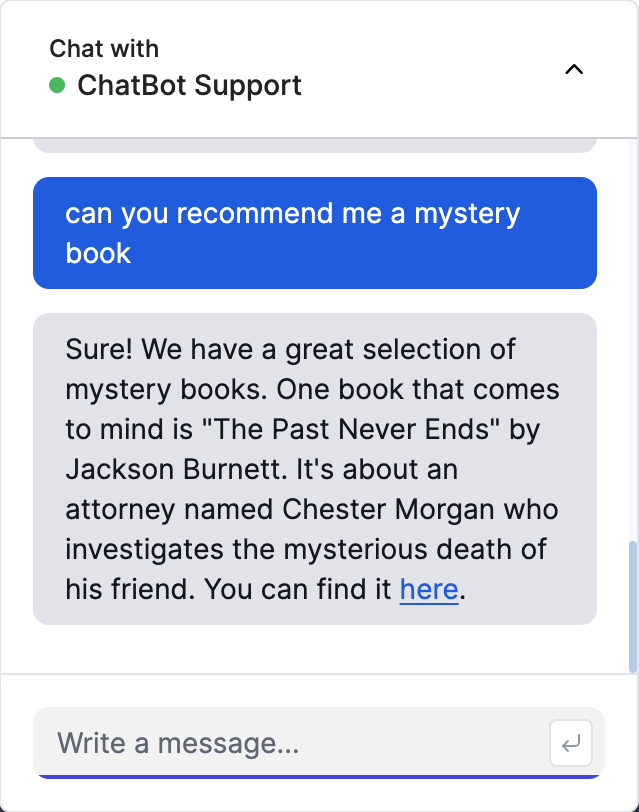 Chat with
ChatBot Support
can you recommend me a mystery
book
Sure! We have a great selection of
mystery books. One book that comes
to mind is "The Past Never Ends" by
Jackson Burnett. It's about an
attorney named Chester Morgan who
investigates the mysterious death of
his friend. You can find it here.
Write a message...